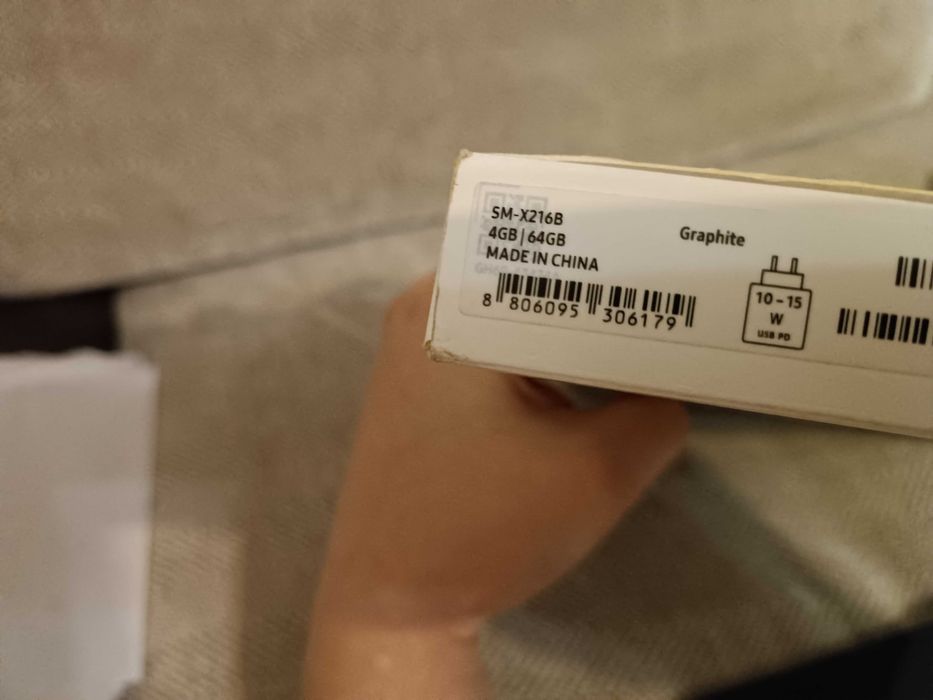 SM-X216B
4GB | 64GB
MADE IN CHINA
8 806095 306179
Graphite
10 – 15
W
USB PD